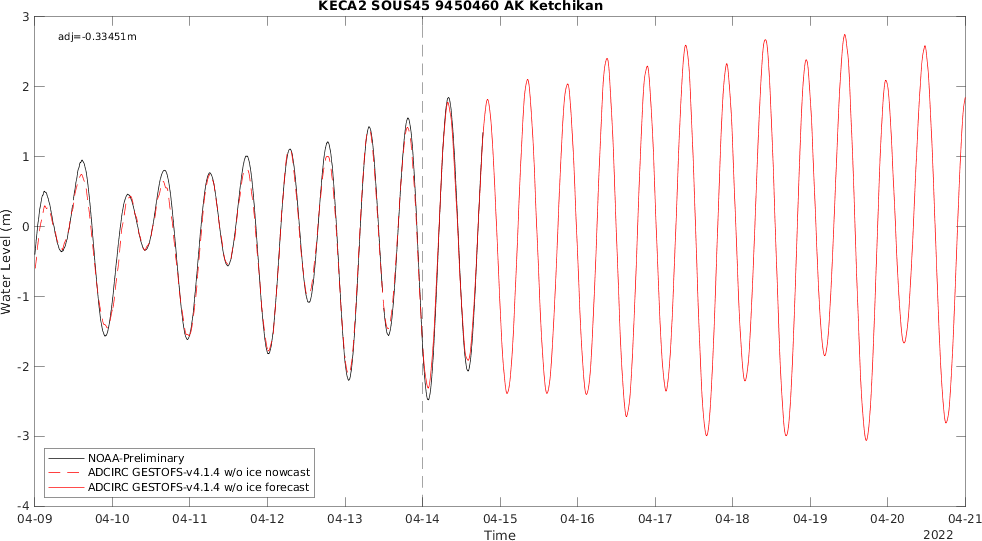 KECA2 SOUS45 9450460 AK Ketchikan
adj=-0.33451m
3
2
1
0
-1
-2
-3
-4
Water Level (m)
NOAA-Preliminary
ADCIRC GESTOFS-v4.1.4 w/o ice nowcast
ADCIRC GESTOFS-v4.1.4 w/o ice forecast
04-09 04-10 04-11 04-12 04-13 04-14 04-15 04-16 04-17 04-18 04-19 04-20 04-21
Time
2022